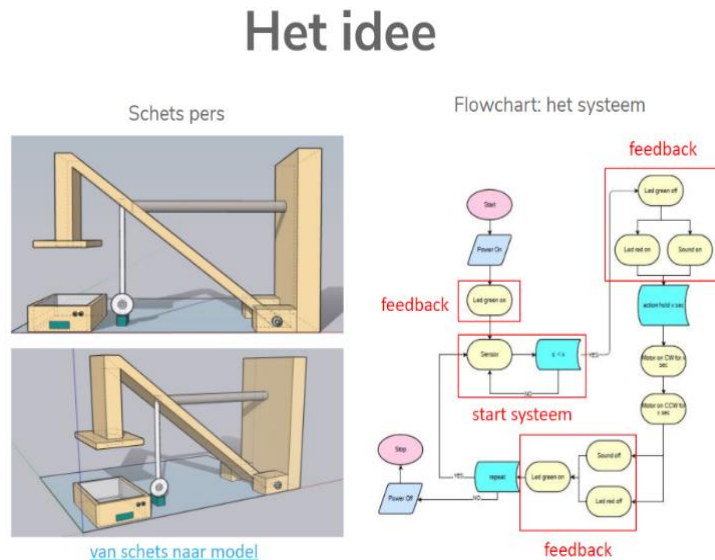 Het idee
Schets pers
Flowchart: het systeem
feedback
Led green off
Start
Led red on
Sound on
Power On
feedback
Led green on
action hold x sec
Sensor
YES
NO
Motor on CW for x
sec
start systeem
Motor on CCW for
x sec
Stop
Sound off
YES
repeat
Led green on
Power Off
NO
Led red off
feedback
van schets naar model